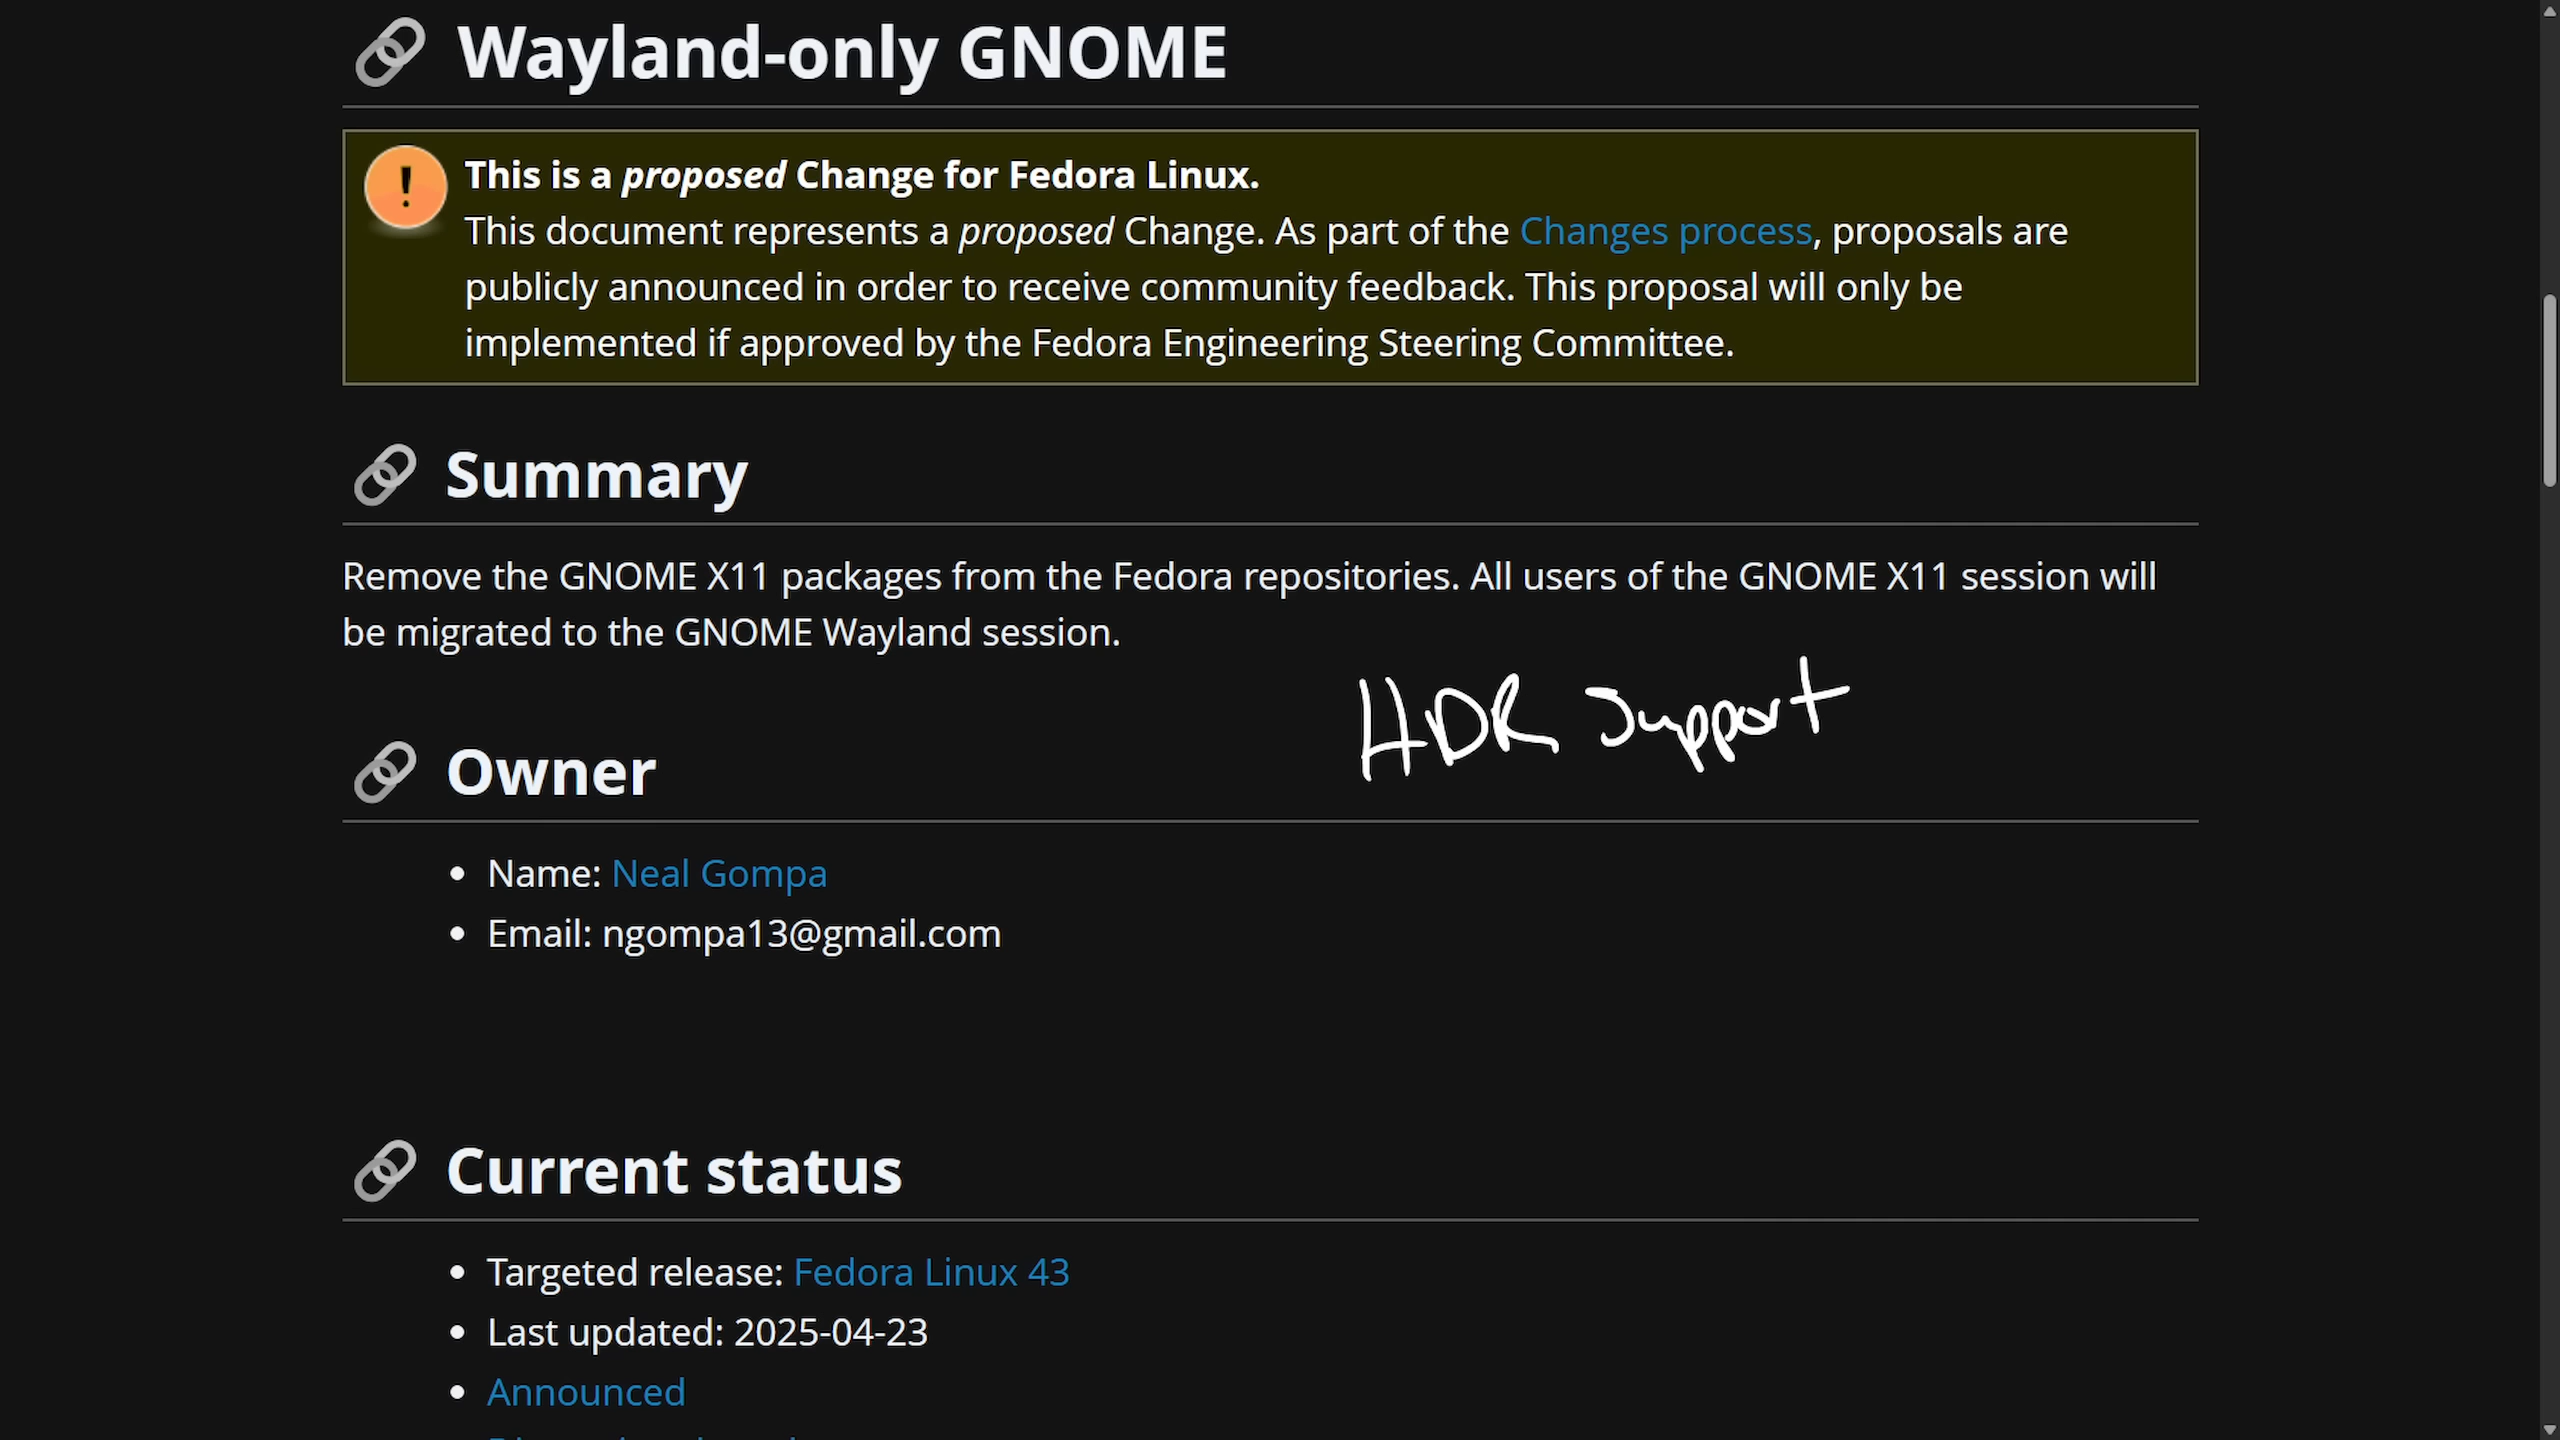 Wayland-only GNOME
This is a proposed Change for Fedora Linux.
This document represents a proposed Change. As part of the Changes process, proposals are
publicly announced in order to receive community feedback. This proposal will only be
implemented if approved by the Fedora Engineering Steering Committee.
Summary
Remove the GNOME X11 packages from the Fedora repositories. All users of the GNOME X11 session will
be migrated to the GNOME Wayland session.
HDR Support
Owner
Name: Neal Gompa
Email: ngompa13@gmail.com
Current status
Targeted release: Fedora Linux 43
Last updated: 2025-04-23
Announced